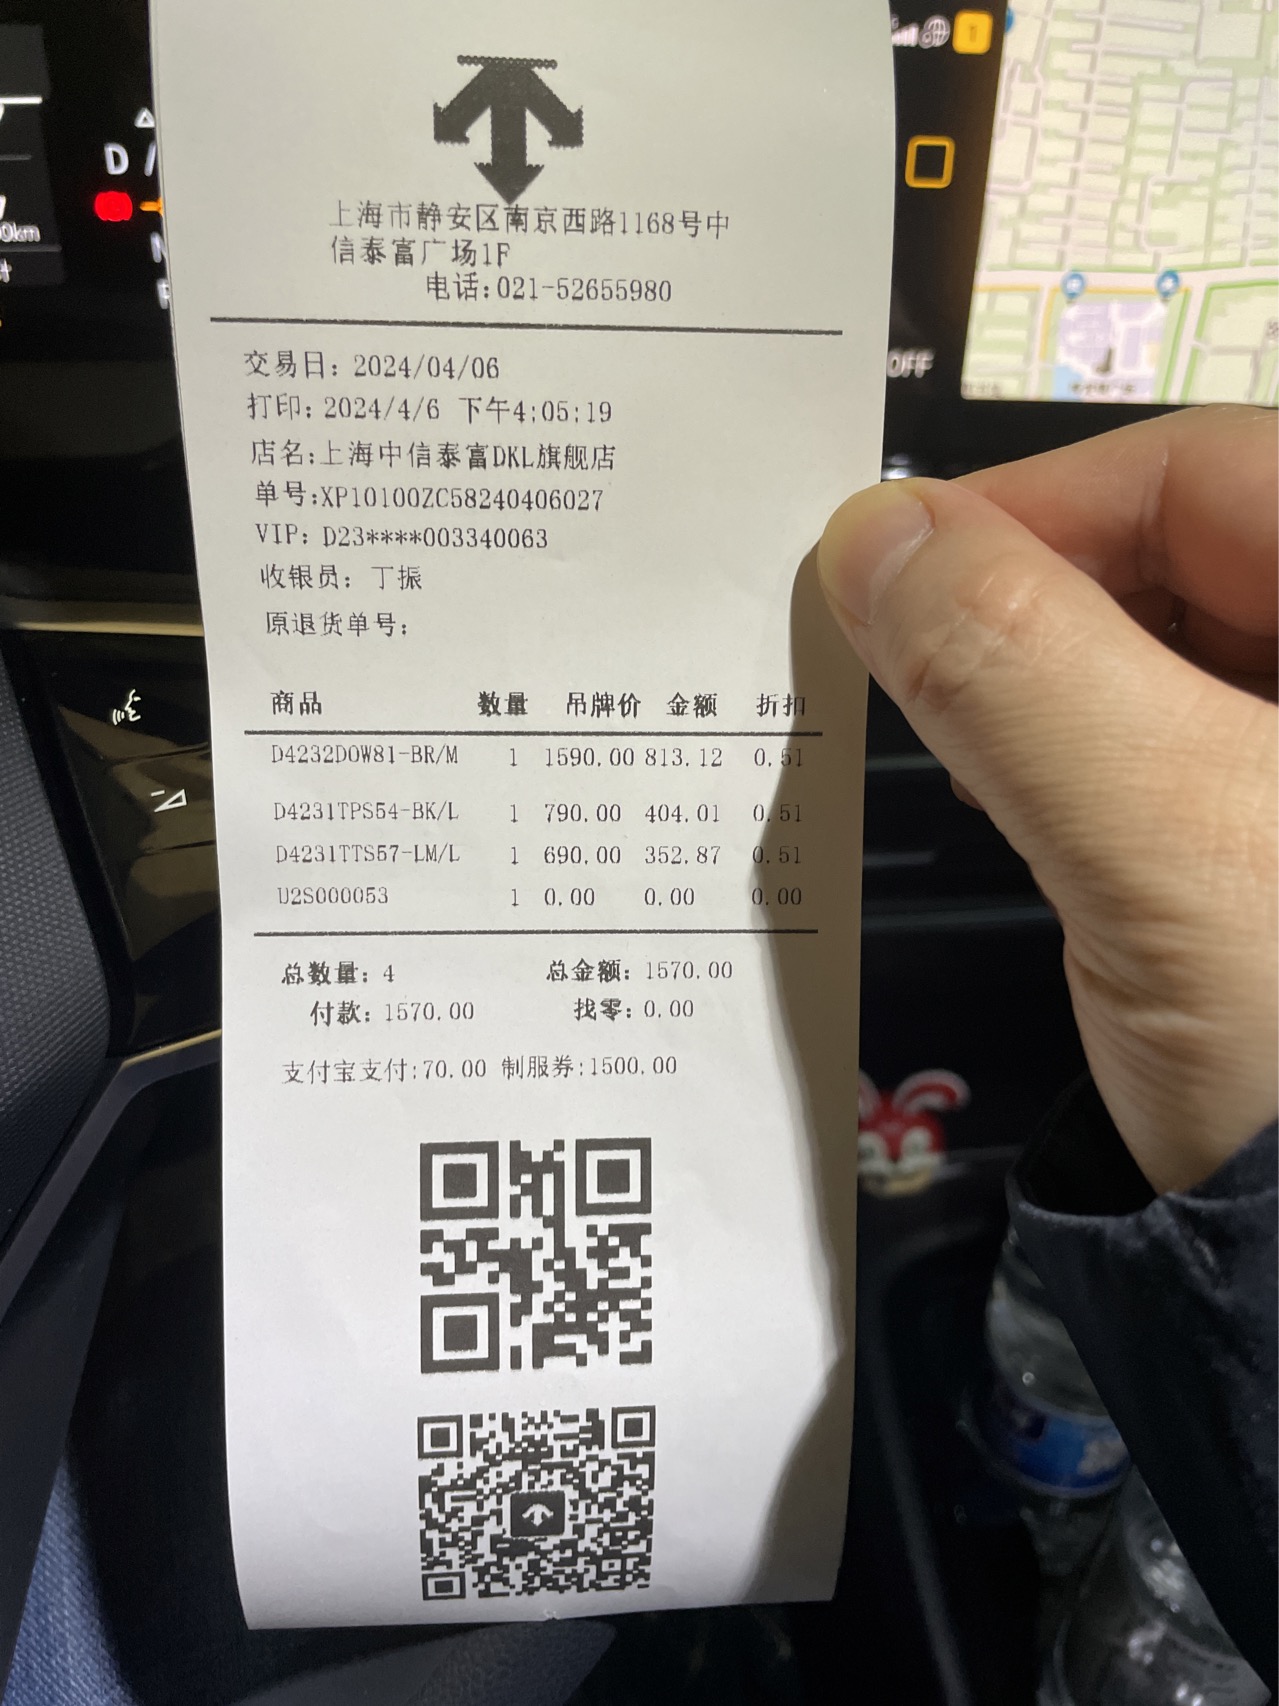 上海市静安区南京西路1168号中
信泰富广场1F
电话:021-52655980
交易日: 2024/04/06
打印: 2024/4/6 下午4:05:19
店名:上海中信泰富DKL旗舰店
单号:XP10100ZC58240406027
VIP: D23****003340063
收银员: 丁振
原退货单号:
商品 数量 吊牌价 金额 折扣
D4232DOW81-BR/M 1 1590.00 813.12 0.51
D4231TPS54-BK/L 1 790.00 404.01 0.51
D4231TTS57-LM/L 1 690.00 352.87 0.51
U2S000053 1 0.00 0.00 0.00
总数量: 4 总金额: 1570.00
付款: 1570.00 找零: 0.00
支付宝支付:70.00 制服券:1500.00
D /
0km
OFF
1